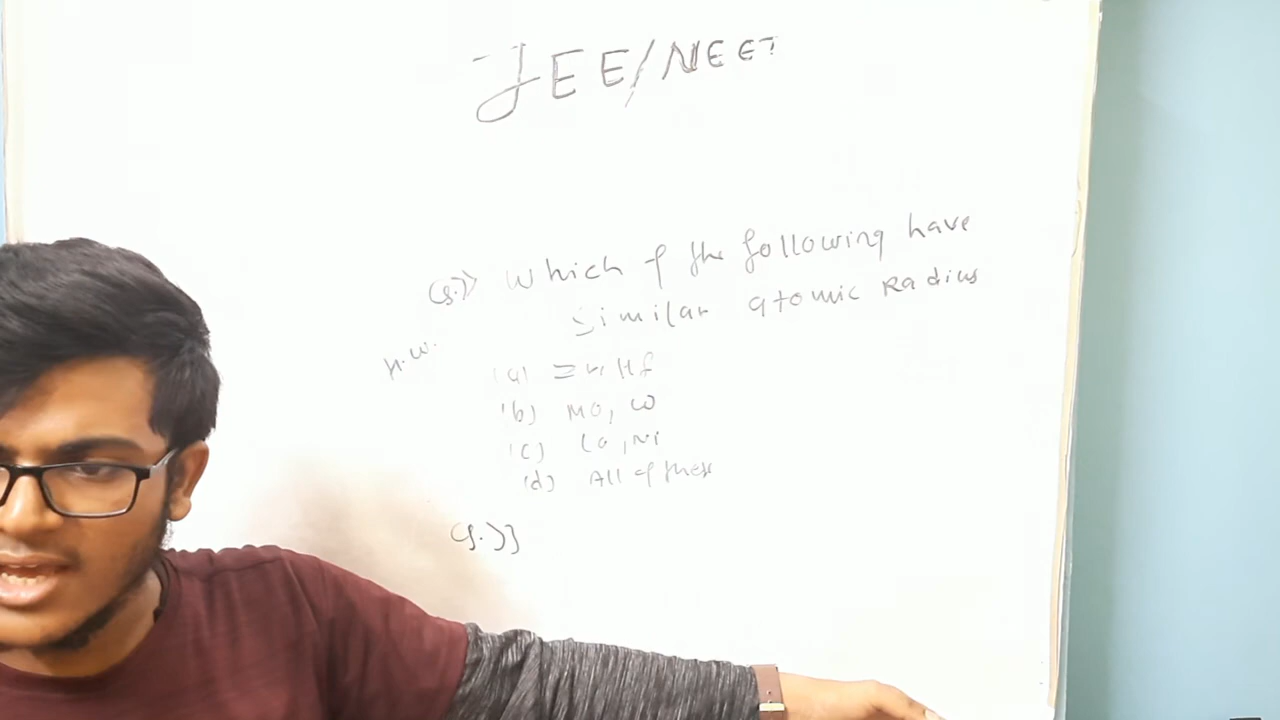 JEE/NEET
Q.)) Which of the following have
similar atomic Radius
H.W.
(a) Zr, Hf
(b) Mo, W
(c) Co, Ni
(d) All of these
Q.))